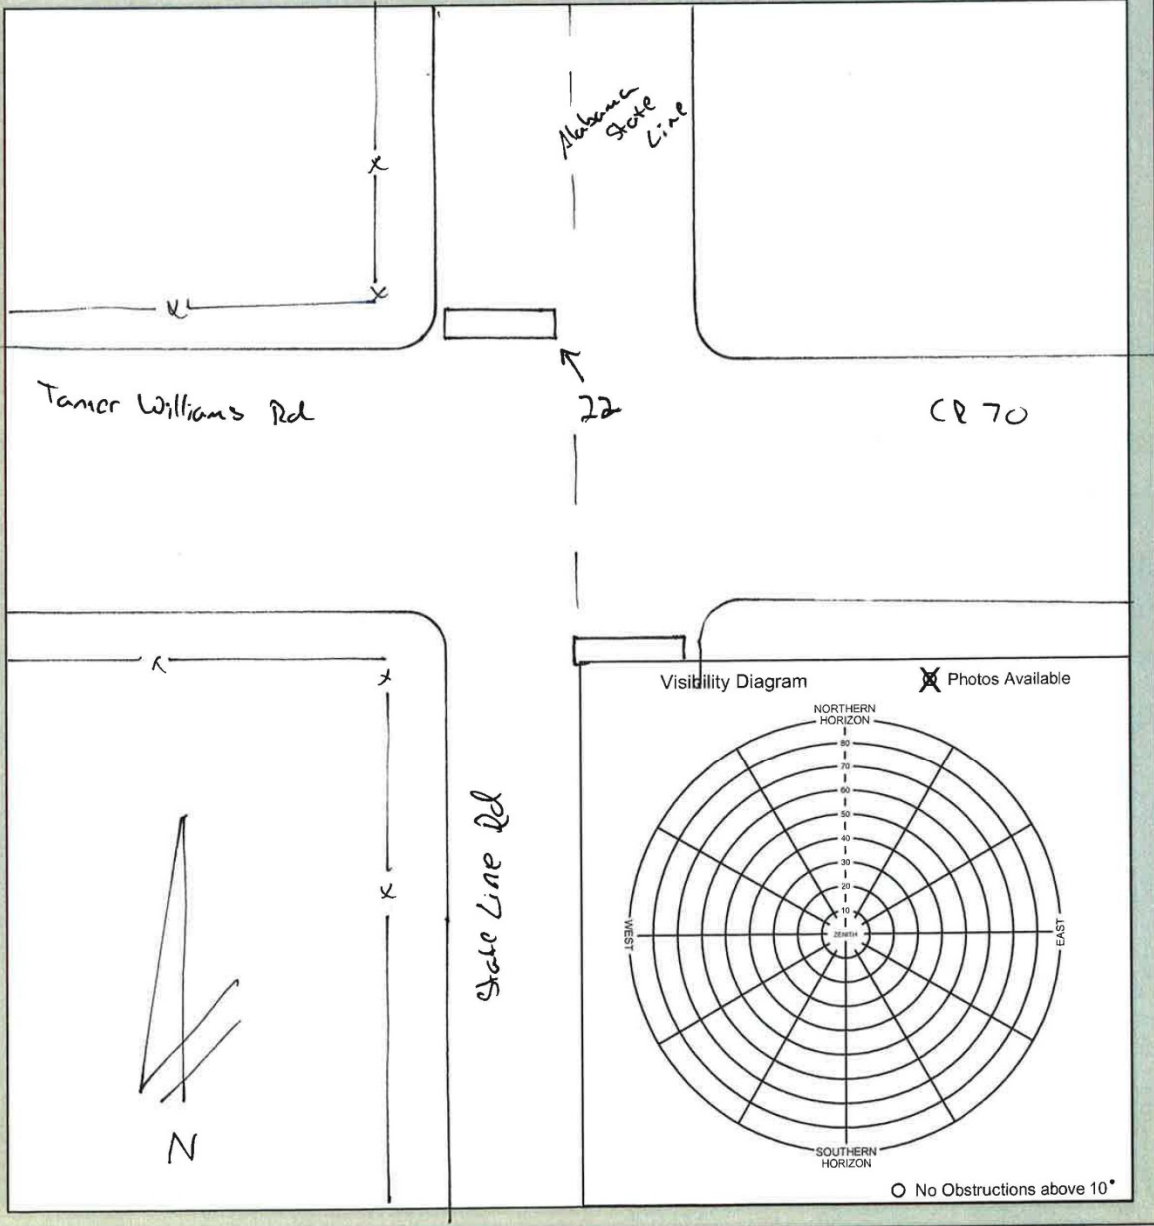 Alabama
State
Line
Tanner Williams Rd
22
CR 70
State Line Rd
N
Visibility Diagram
Photos Available
NORTHERN
HORIZON
80
70
60
50
40
30
20
10
ZENITH
WEST
EAST
SOUTHERN
HORIZON
No Obstructions above 10°